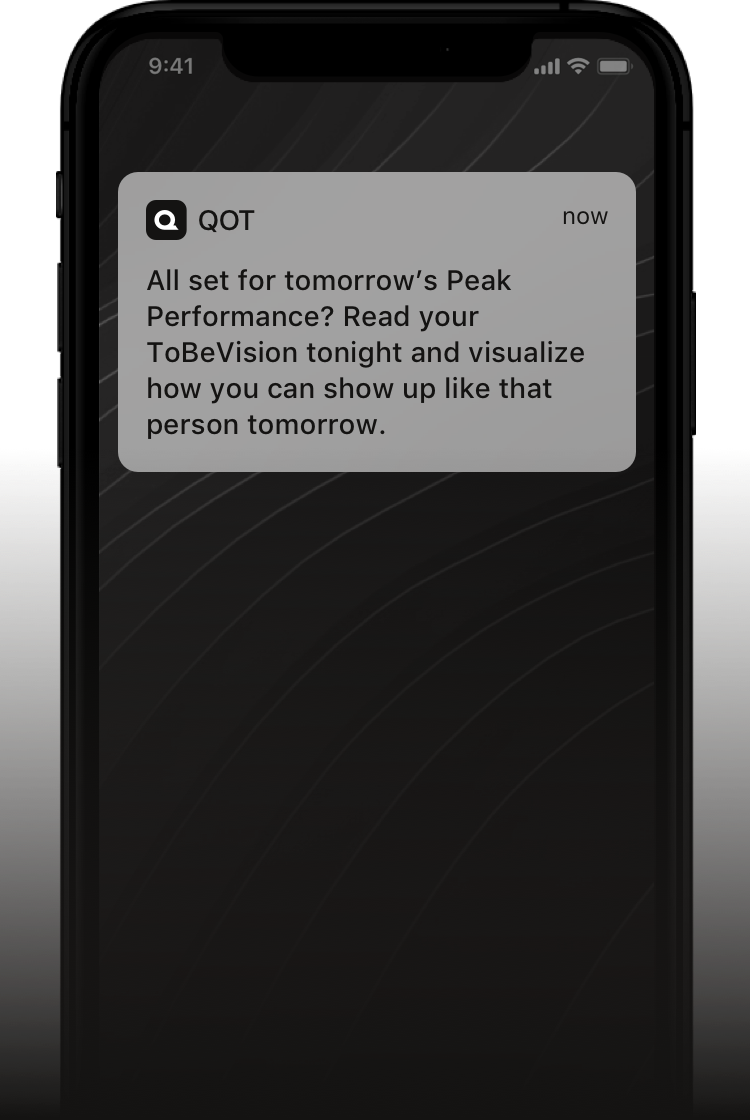 9:41
QOT
now
All set for tomorrow’s Peak
Performance? Read your
ToBeVision tonight and visualize
how you can show up like that
person tomorrow.